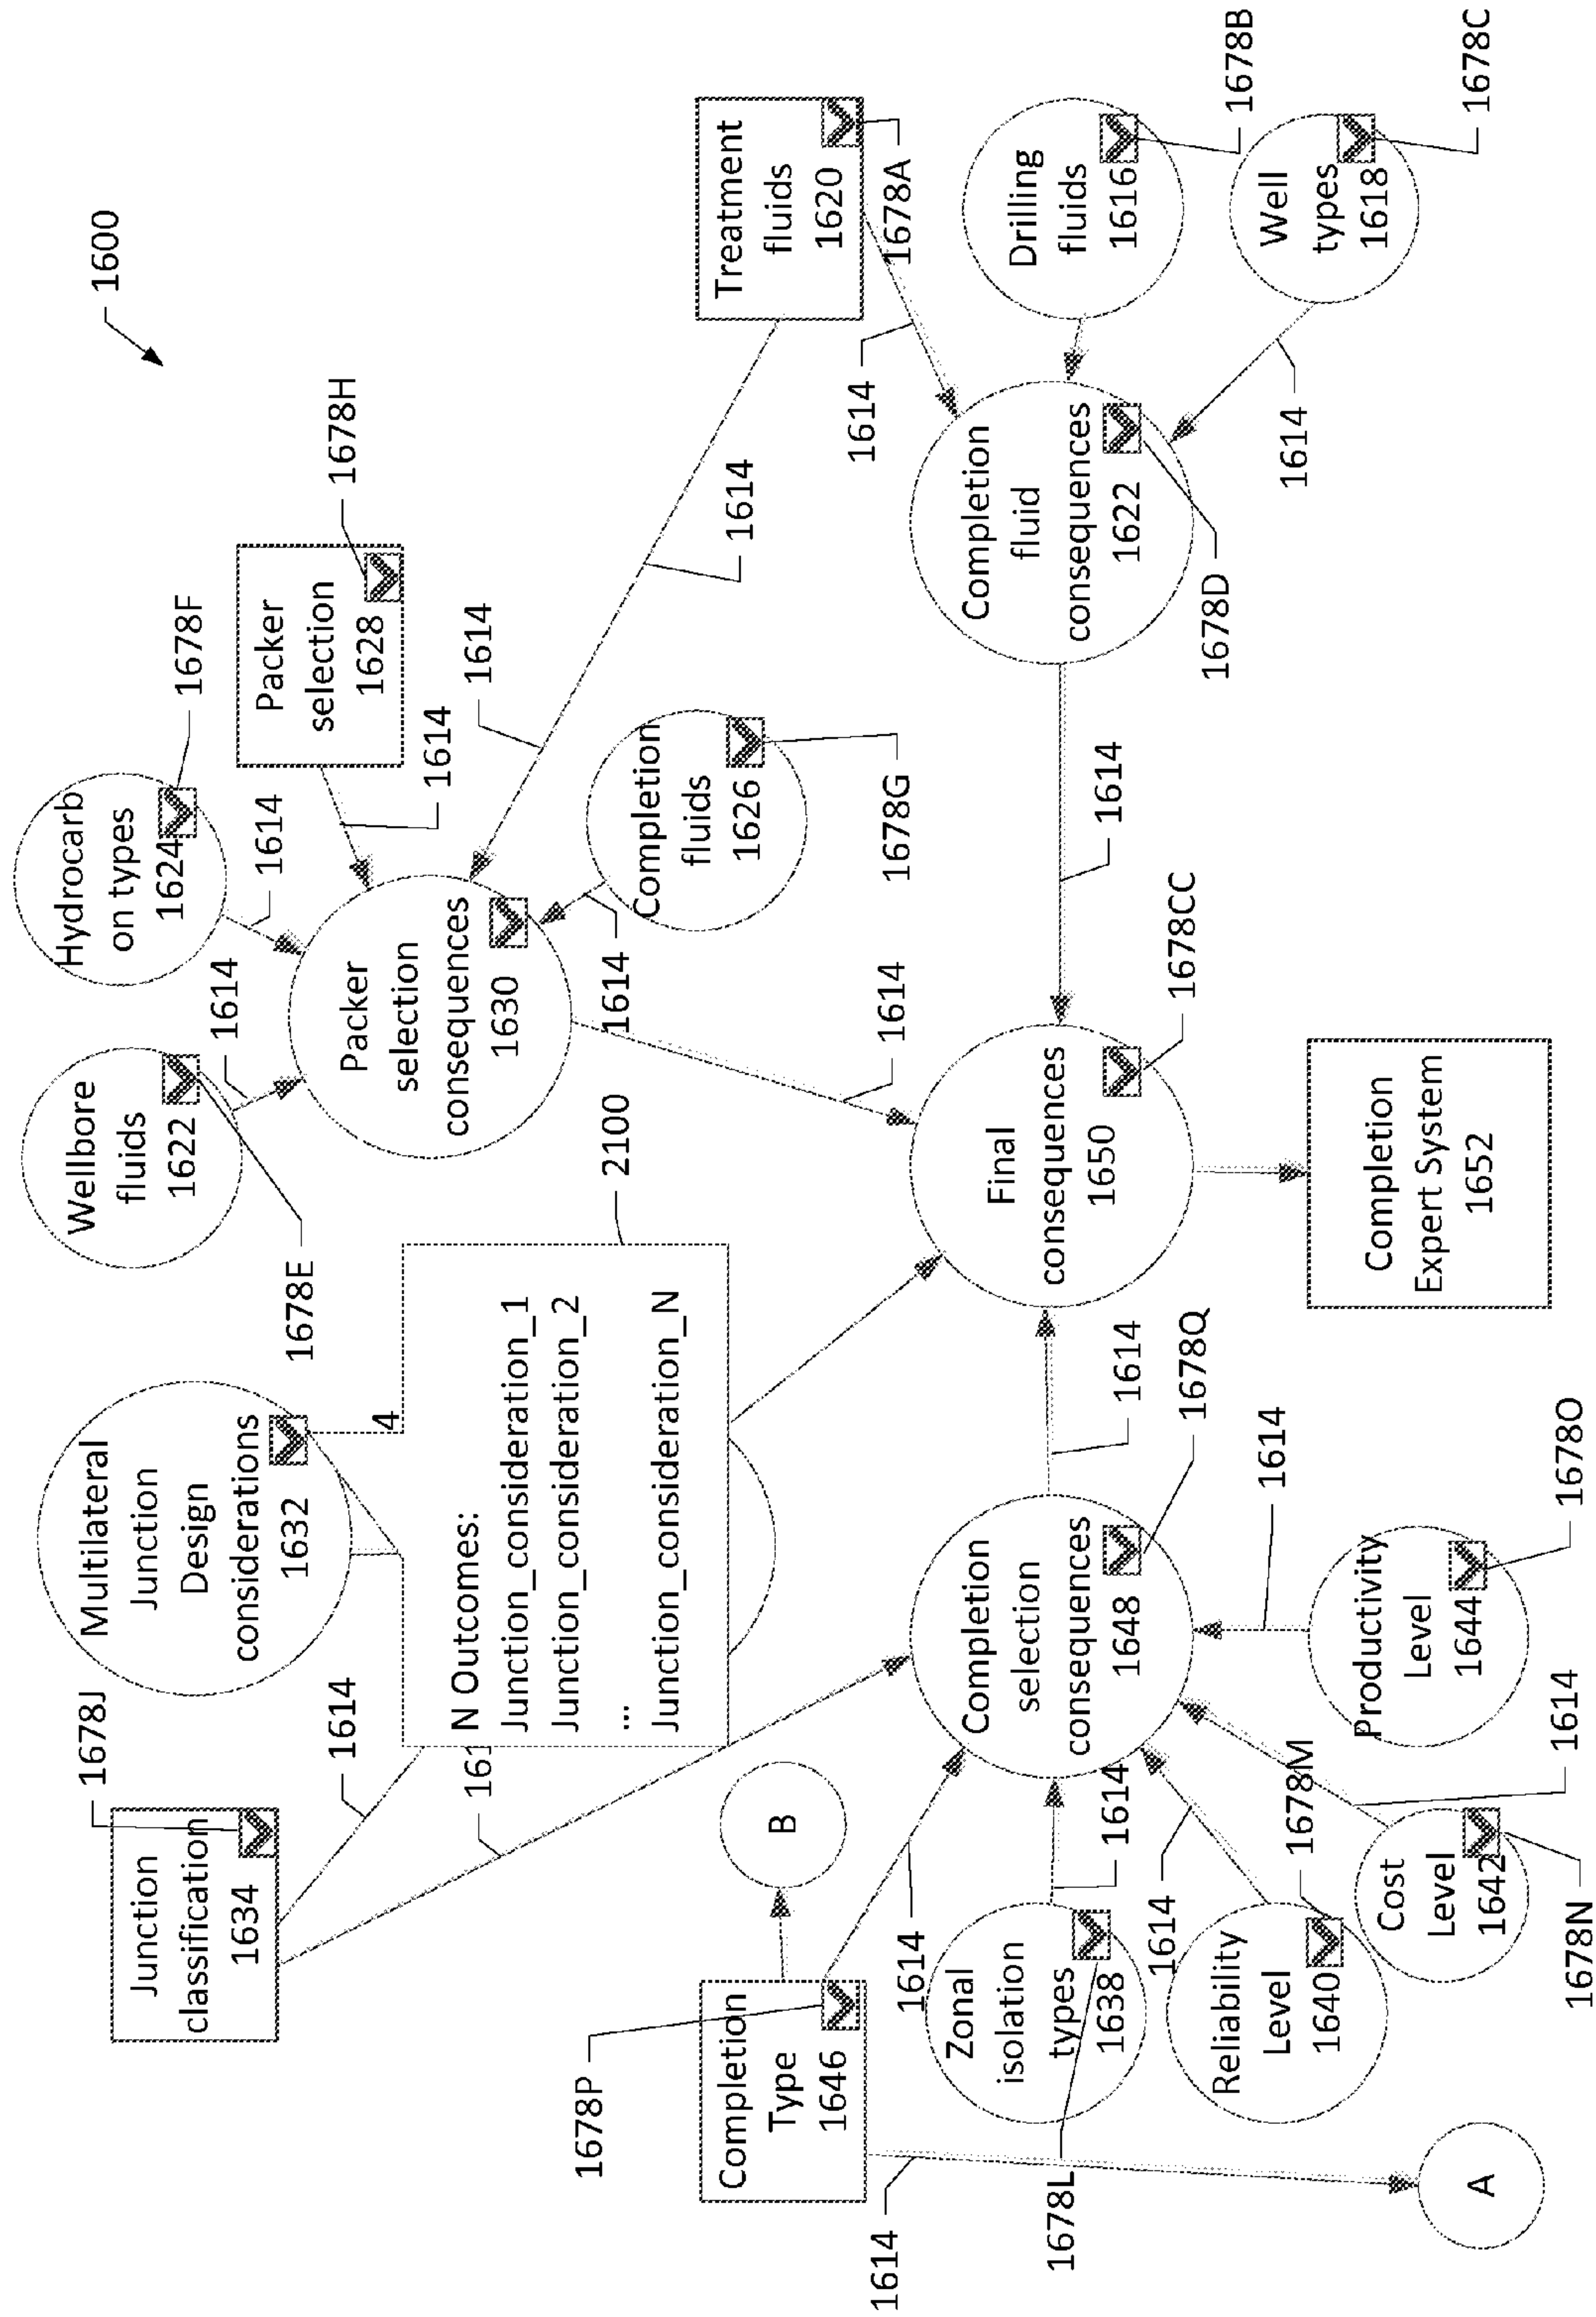 1600
Junction
classification
1634
1678J
1614
Multilateral
Junction
Design
considerations
1632
4
Wellbore
fluids
1622
1678E
1614
Hydrocarb
on types
1624
1678F
1614
Packer
selection
1628
1678H
1614
Packer
selection
consequences
1630
1614
1614
1614
Completion
fluids
1626
1678G
1614
Treatment
fluids
1620
1678A
1614
Drilling
fluids
1616
1678B
Well
types
1618
1678C
1614
Completion
fluid
consequences
1622
1678D
1614
N Outcomes:
Junction_consideration_1
Junction_consideration_2
...
Junction_consideration_N
2100
161
B
Completion
Type
1646
1678P
1614
1614
A
Zonal
isolation
types
1638
1678L
1614
Reliability
Level
1640
1678M
1614
Cost
Level
1642
1678N
1614
Productivity
Level
1644
1678O
1614
Completion
selection
consequences
1648
1678Q
1614
Final
consequences
1650
1678CC
Completion
Expert System
1652